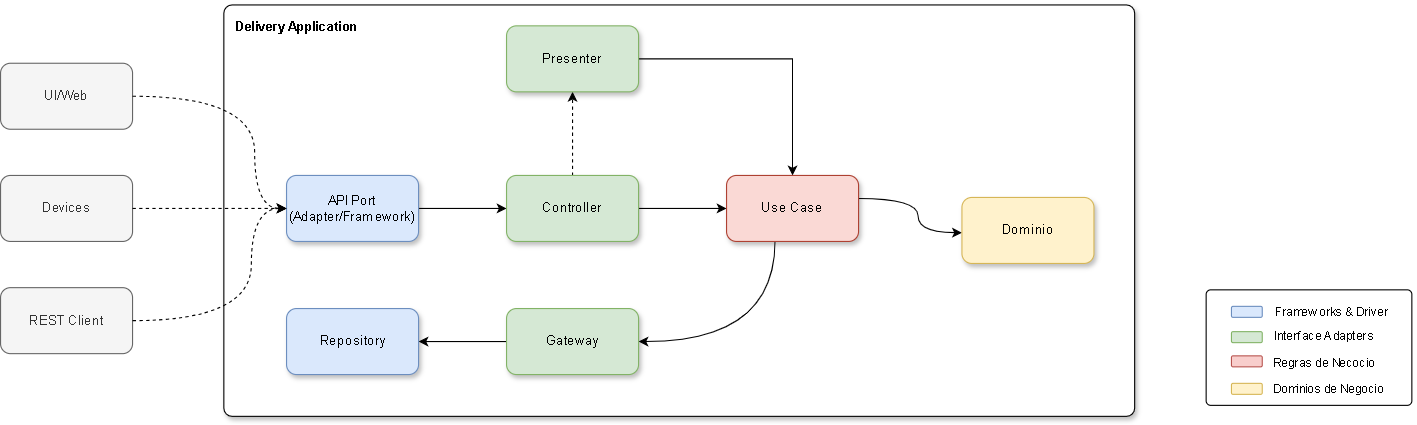 Delivery Application
Presenter
UI/Web
Devices
API Port
(Adapter/Framework)
Controller
Use Case
Dominio
REST Client
Repository
Gateway
Frameworks & Driver
Interface Adapters
Regras de Necocio
Dominios de Negocio